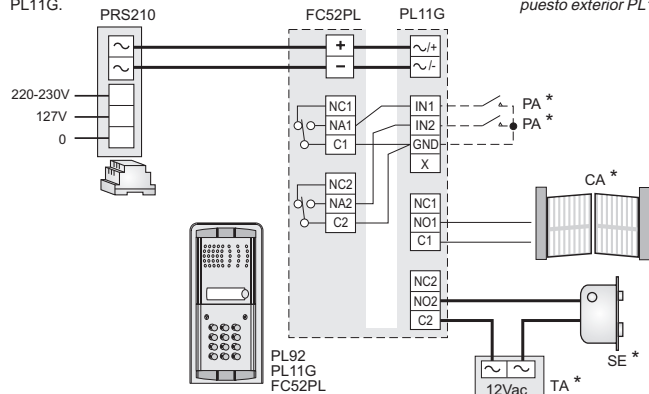 PL11G.
puesto exterior PL1
PRS210
FC52PL
PL11G
~
~
220-230V
127V
0
+
−
NC1
NA1
C1
NC2
NA2
C2
~/+
~/-
IN1
IN2
GND
X
NC1
NO1
C1
NC2
NO2
C2
PA *
PA *
CA *
SE *
~ ~
12Vac
TA *
PL92
PL11G
FC52PL